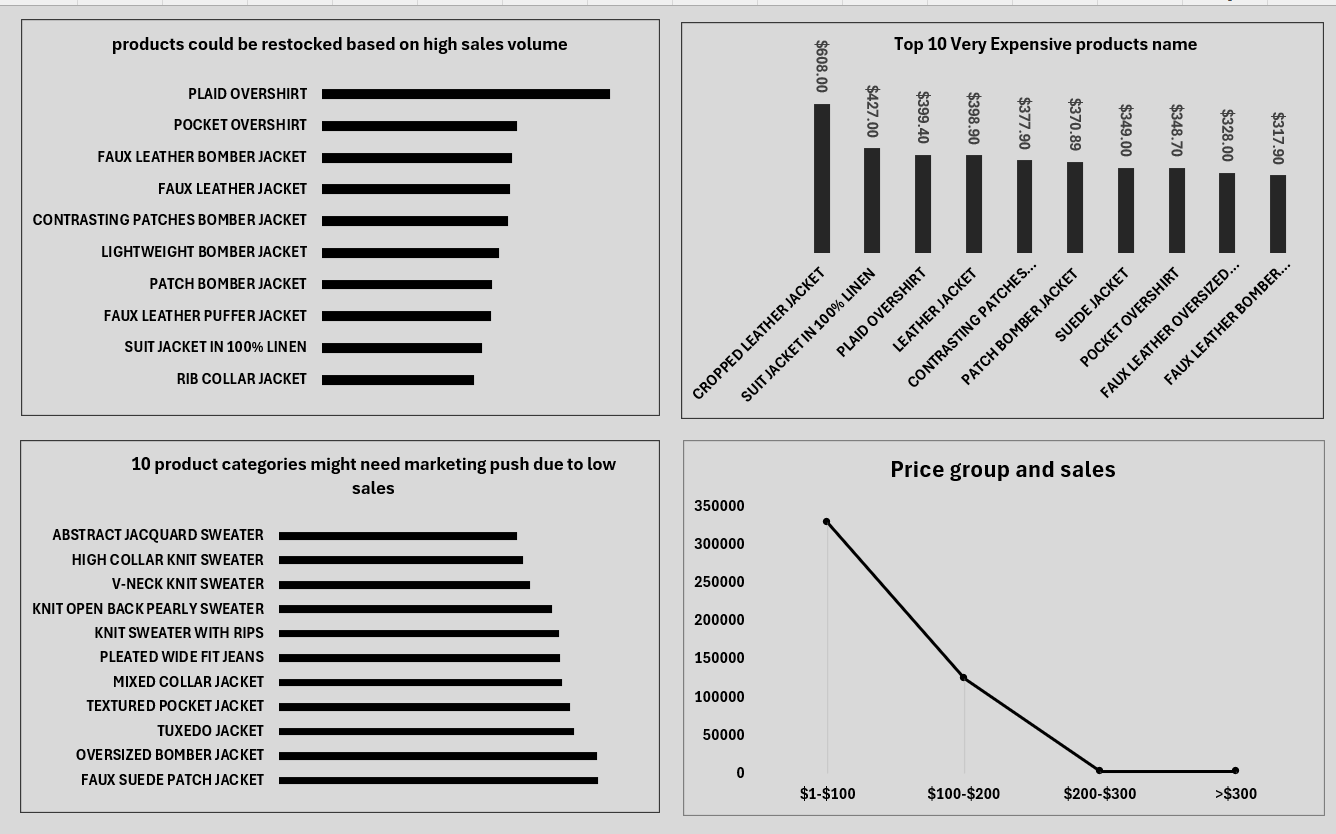 products could be restocked based on high sales volume
PLAID OVERSHIRT
POCKET OVERSHIRT
FAUX LEATHER BOMBER JACKET
FAUX LEATHER JACKET
CONTRASTING PATCHES BOMBER JACKET
LIGHTWEIGHT BOMBER JACKET
PATCH BOMBER JACKET
FAUX LEATHER PUFFER JACKET
SUIT JACKET IN 100% LINEN
RIB COLLAR JACKET
Top 10 Very Expensive products name
$608.00
$427.00
$399.40
$398.90
$377.90
$370.89
$349.00
$348.70
$328.00
$317.90
CROPPED LEATHER JACKET
SUIT JACKET IN 100% LINEN
PLAID OVERSHIRT
LEATHER JACKET
CONTRASTING PATCHES...
PATCH BOMBER JACKET
SUEDE JACKET
POCKET OVERSHIRT
FAUX LEATHER OVERSIZED...
FAUX LEATHER BOMBER...
10 product categories might need marketing push due to low
sales
ABSTRACT JACQUARD SWEATER
HIGH COLLAR KNIT SWEATER
V-NECK KNIT SWEATER
KNIT OPEN BACK PEARLY SWEATER
KNIT SWEATER WITH RIPS
PLEATED WIDE FIT JEANS
MIXED COLLAR JACKET
TEXTURED POCKET JACKET
TUXEDO JACKET
OVERSIZED BOMBER JACKET
FAUX SUEDE PATCH JACKET
Price group and sales
350000
300000
250000
200000
150000
100000
50000
0
$1-$100
$100-$200
$200-$300
>$300